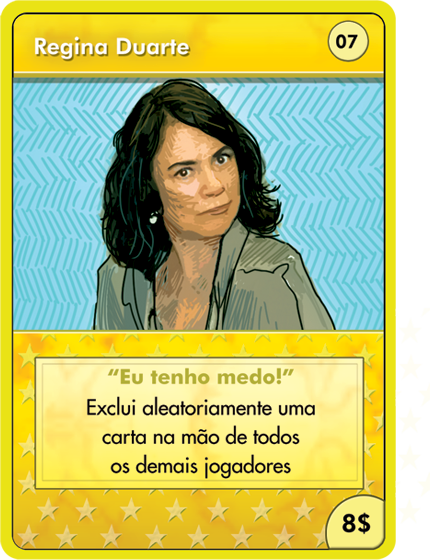 Regina Duarte
07
“Eu tenho medo!”
Exclui aleatoriamente uma
carta na mão de todos
os demais jogadores
8$